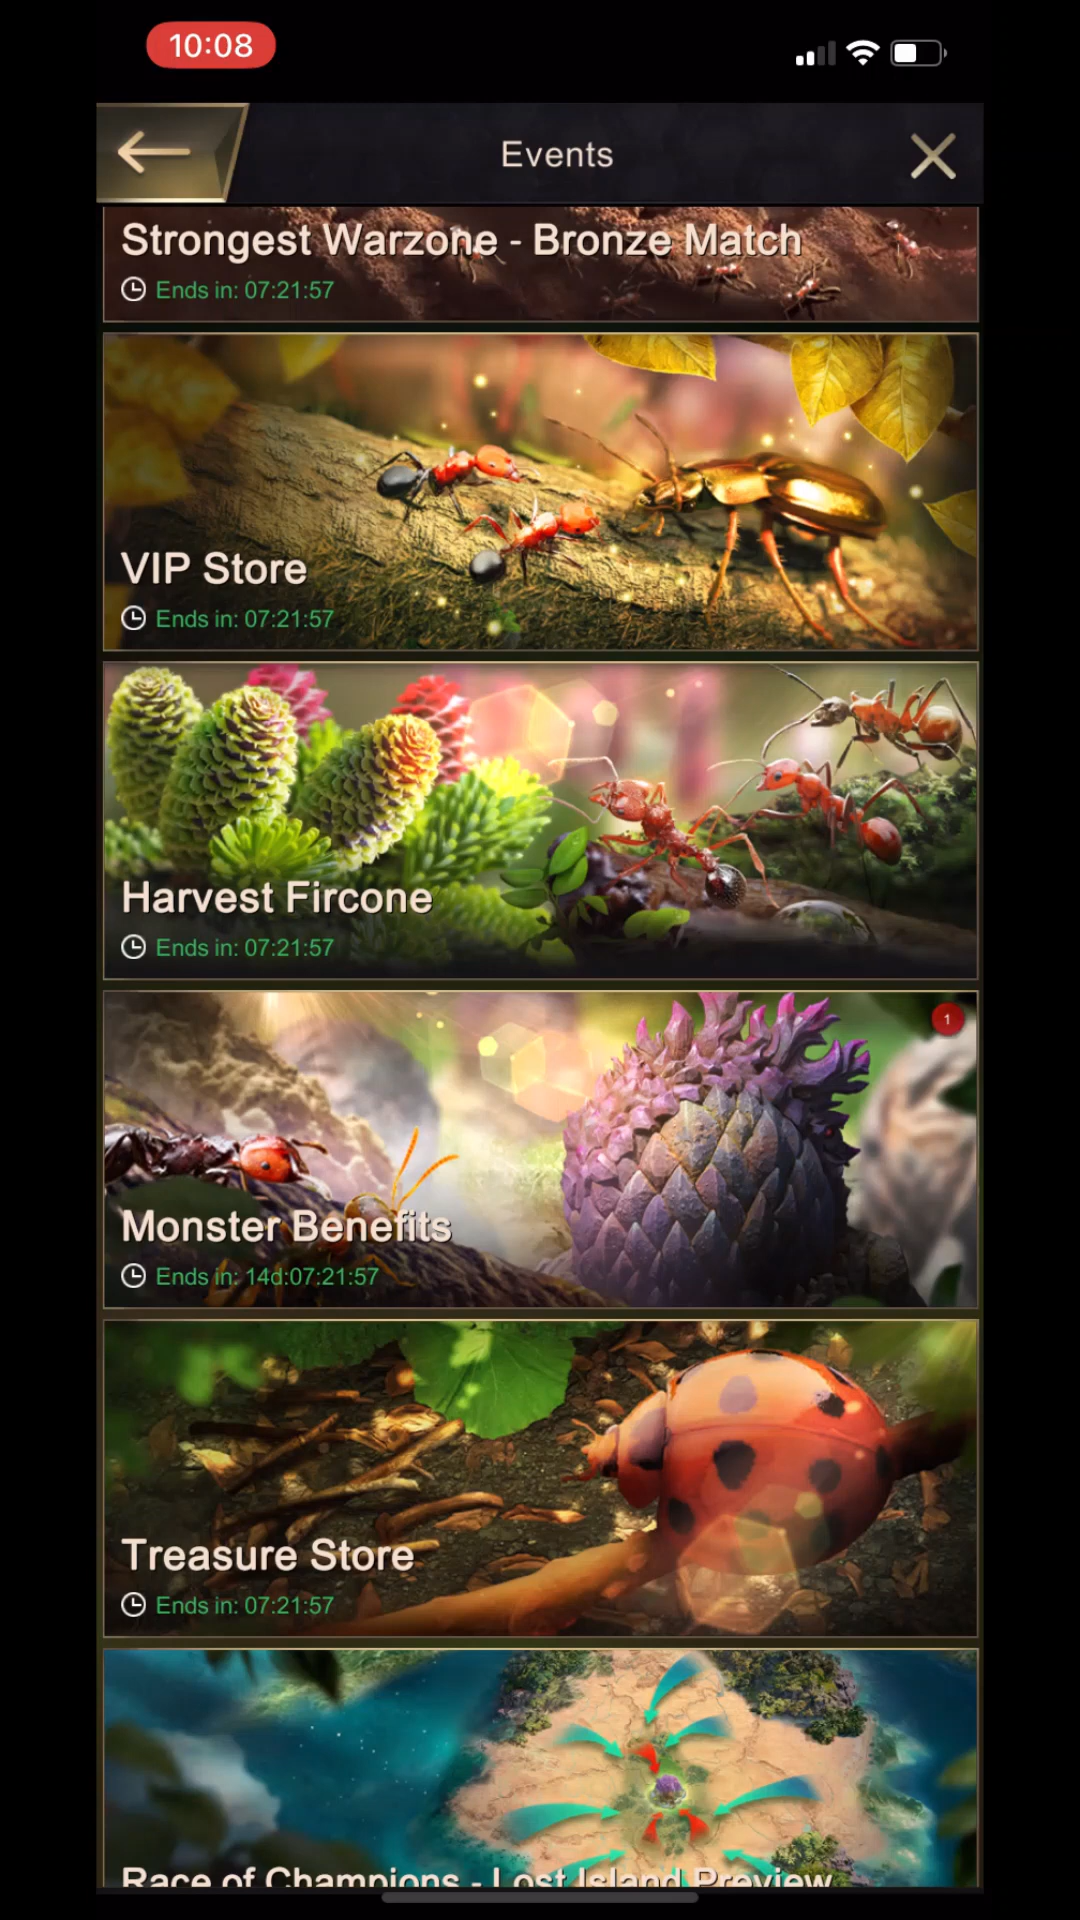 10:08
Events
Strongest Warzone - Bronze Match
Ends in: 07:21:57
VIP Store
Ends in: 07:21:57
Harvest Fircone
Ends in: 07:21:57
1
Monster Benefits
Ends in: 14d:07:21:57
Treasure Store
Ends in: 07:21:57
Race of Champions - Lost Island Preview